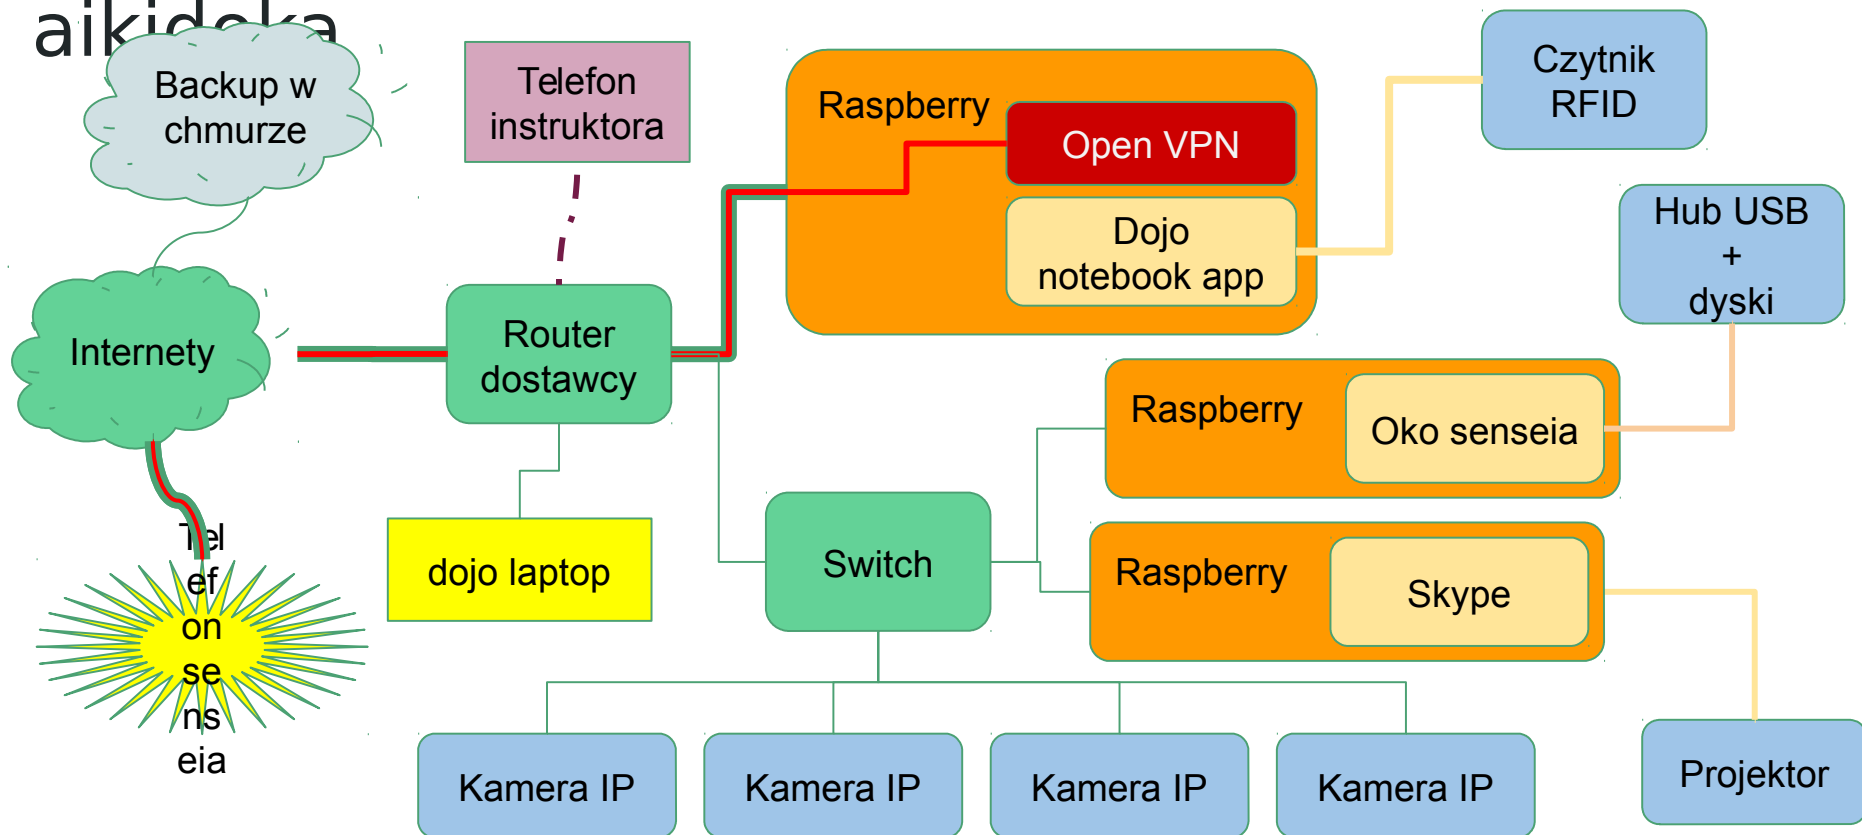 aikidoka
Backup w
chmurze
Telefon
instruktora
Raspberry
Open VPN
Dojo
notebook app
Czytnik
RFID
Hub USB
+
dyski
Internety
Router
dostawcy
Raspberry
Oko senseia
Tel
ef
on
se
ns
eia
dojo laptop
Switch
Raspberry
Skype
Kamera IP
Kamera IP
Kamera IP
Kamera IP
Projektor